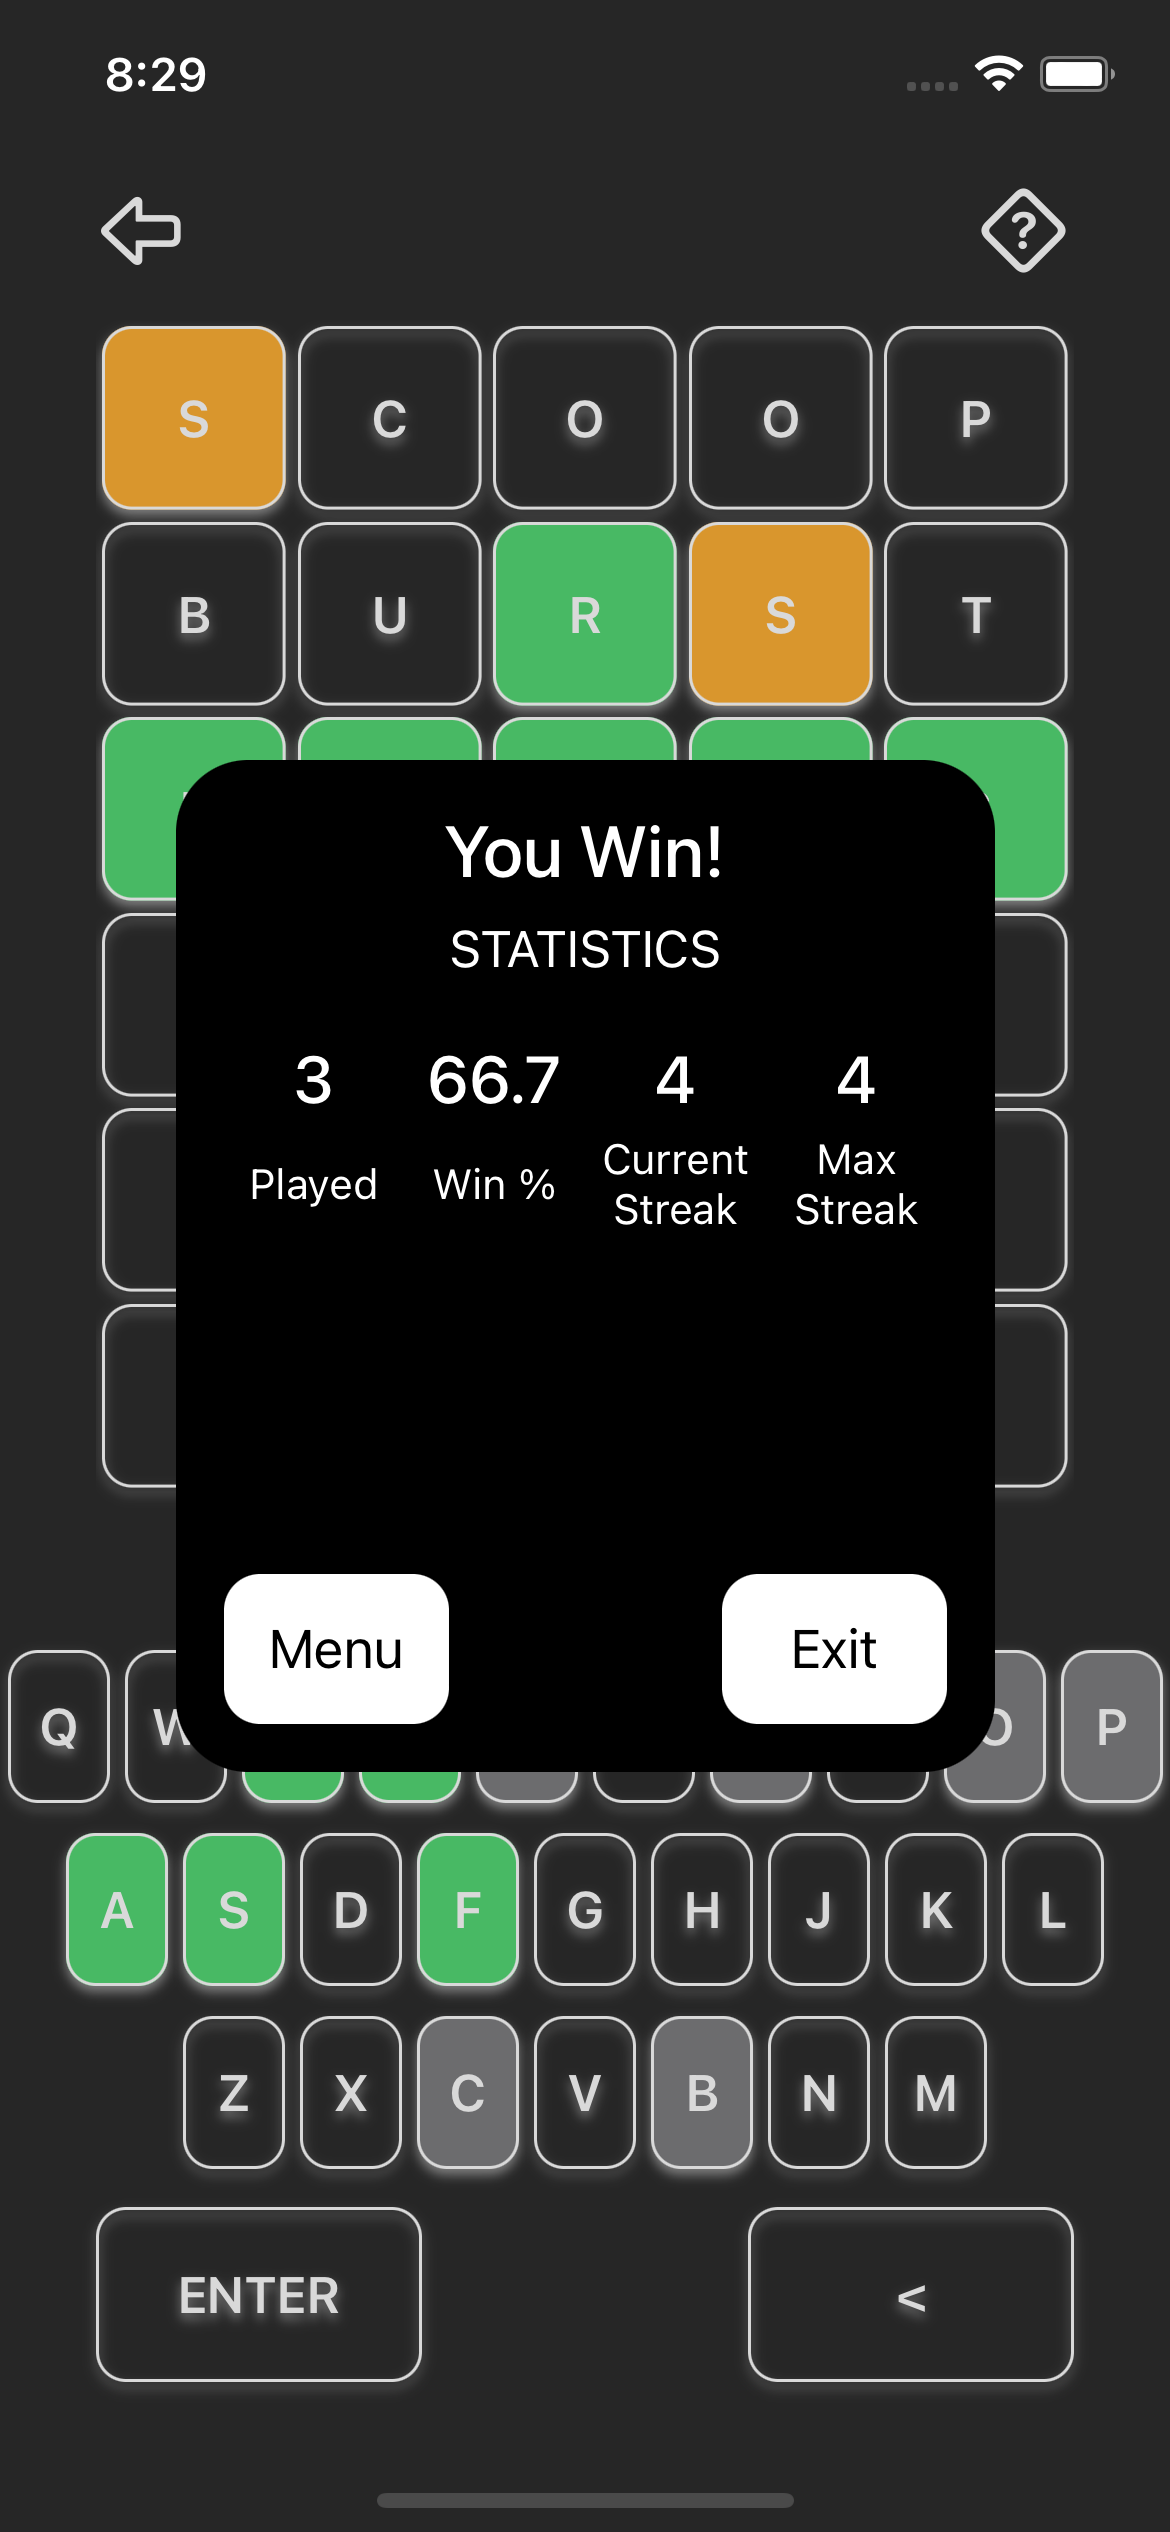 8:29
?
S C O O P
B U R S T
You Win!
STATISTICS
3 66.7 4 4
Played Win % Current Streak Max Streak
Menu Exit
Q W O P
A S D F G H J K L
Z X C V B N M
ENTER <